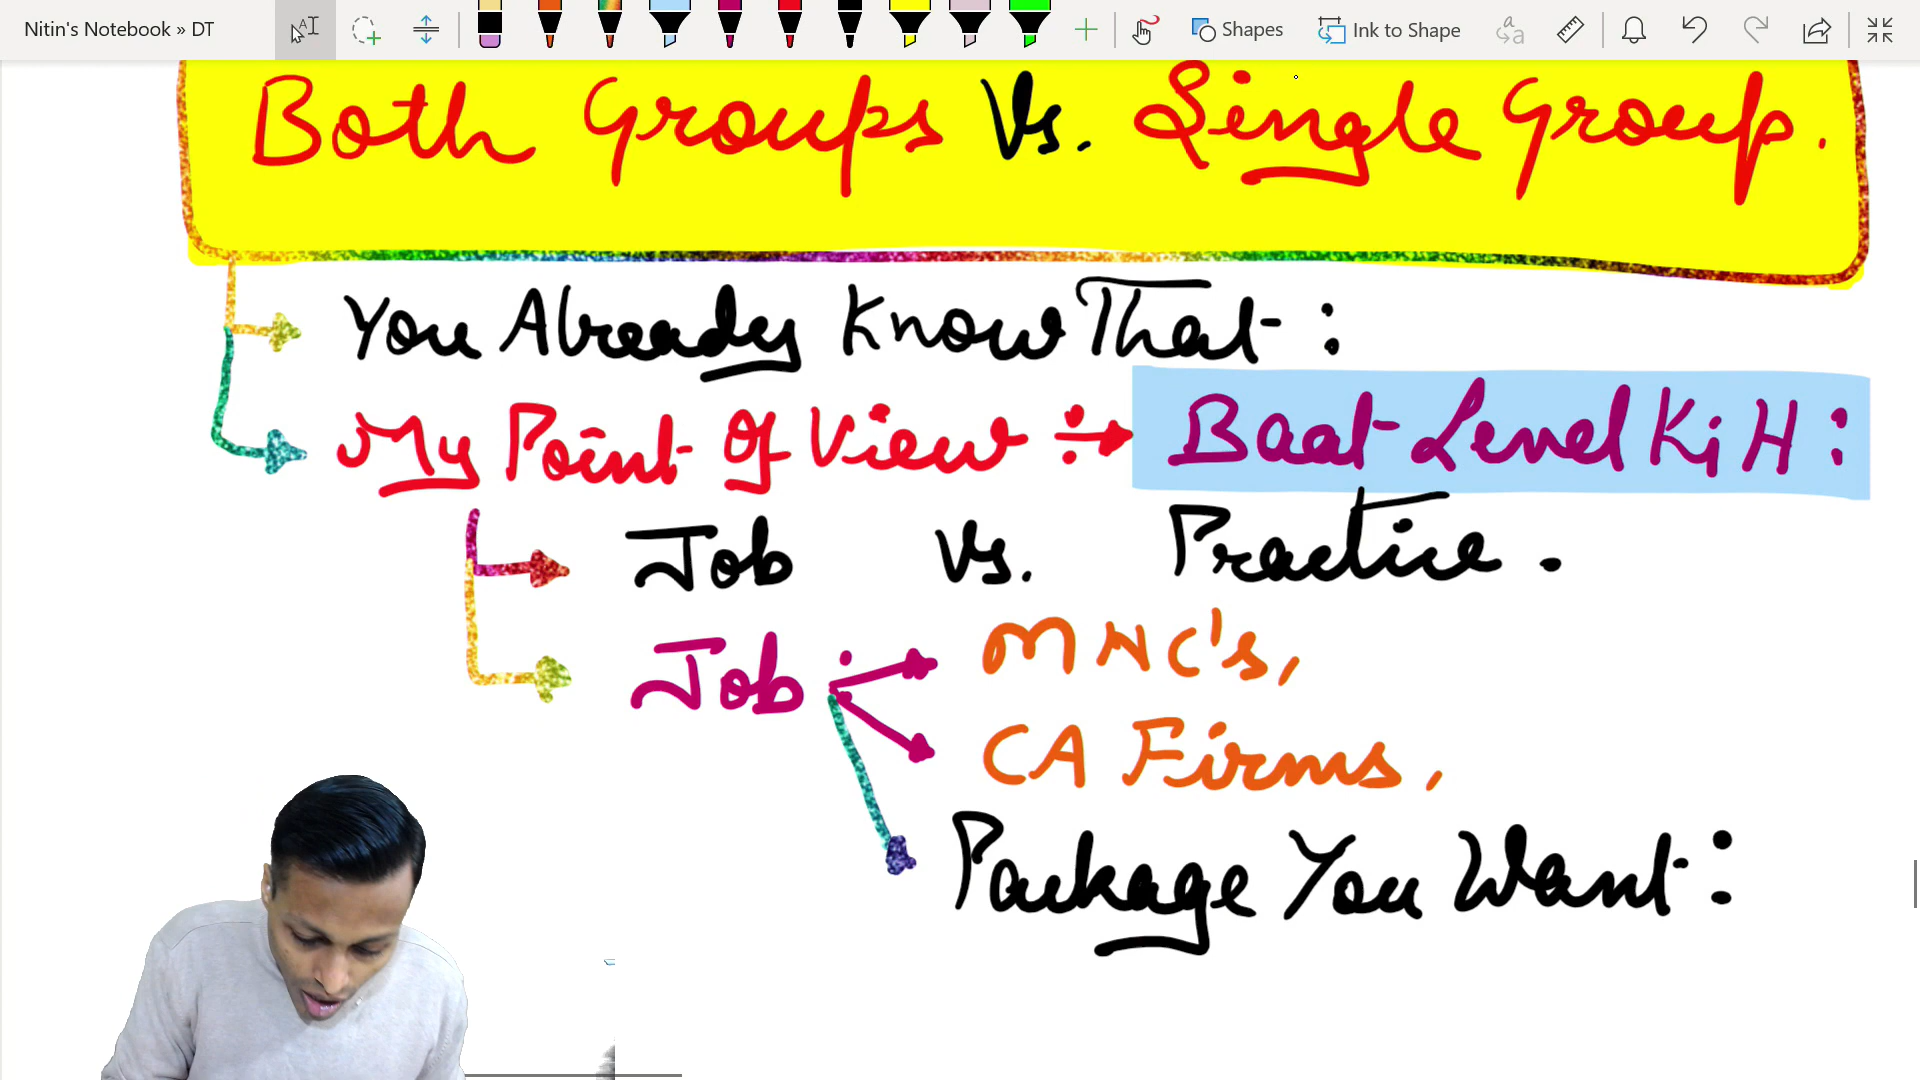 Nitin's Notebook » DT
Shapes
Ink to Shape
Both Groups Vs. Single Group.
You Already Know That:
My Point Of View ÷→ Baat Level Ki H:
Job Vs. Practice.
Job: MNC's,
CA Firms,
Package You Want: